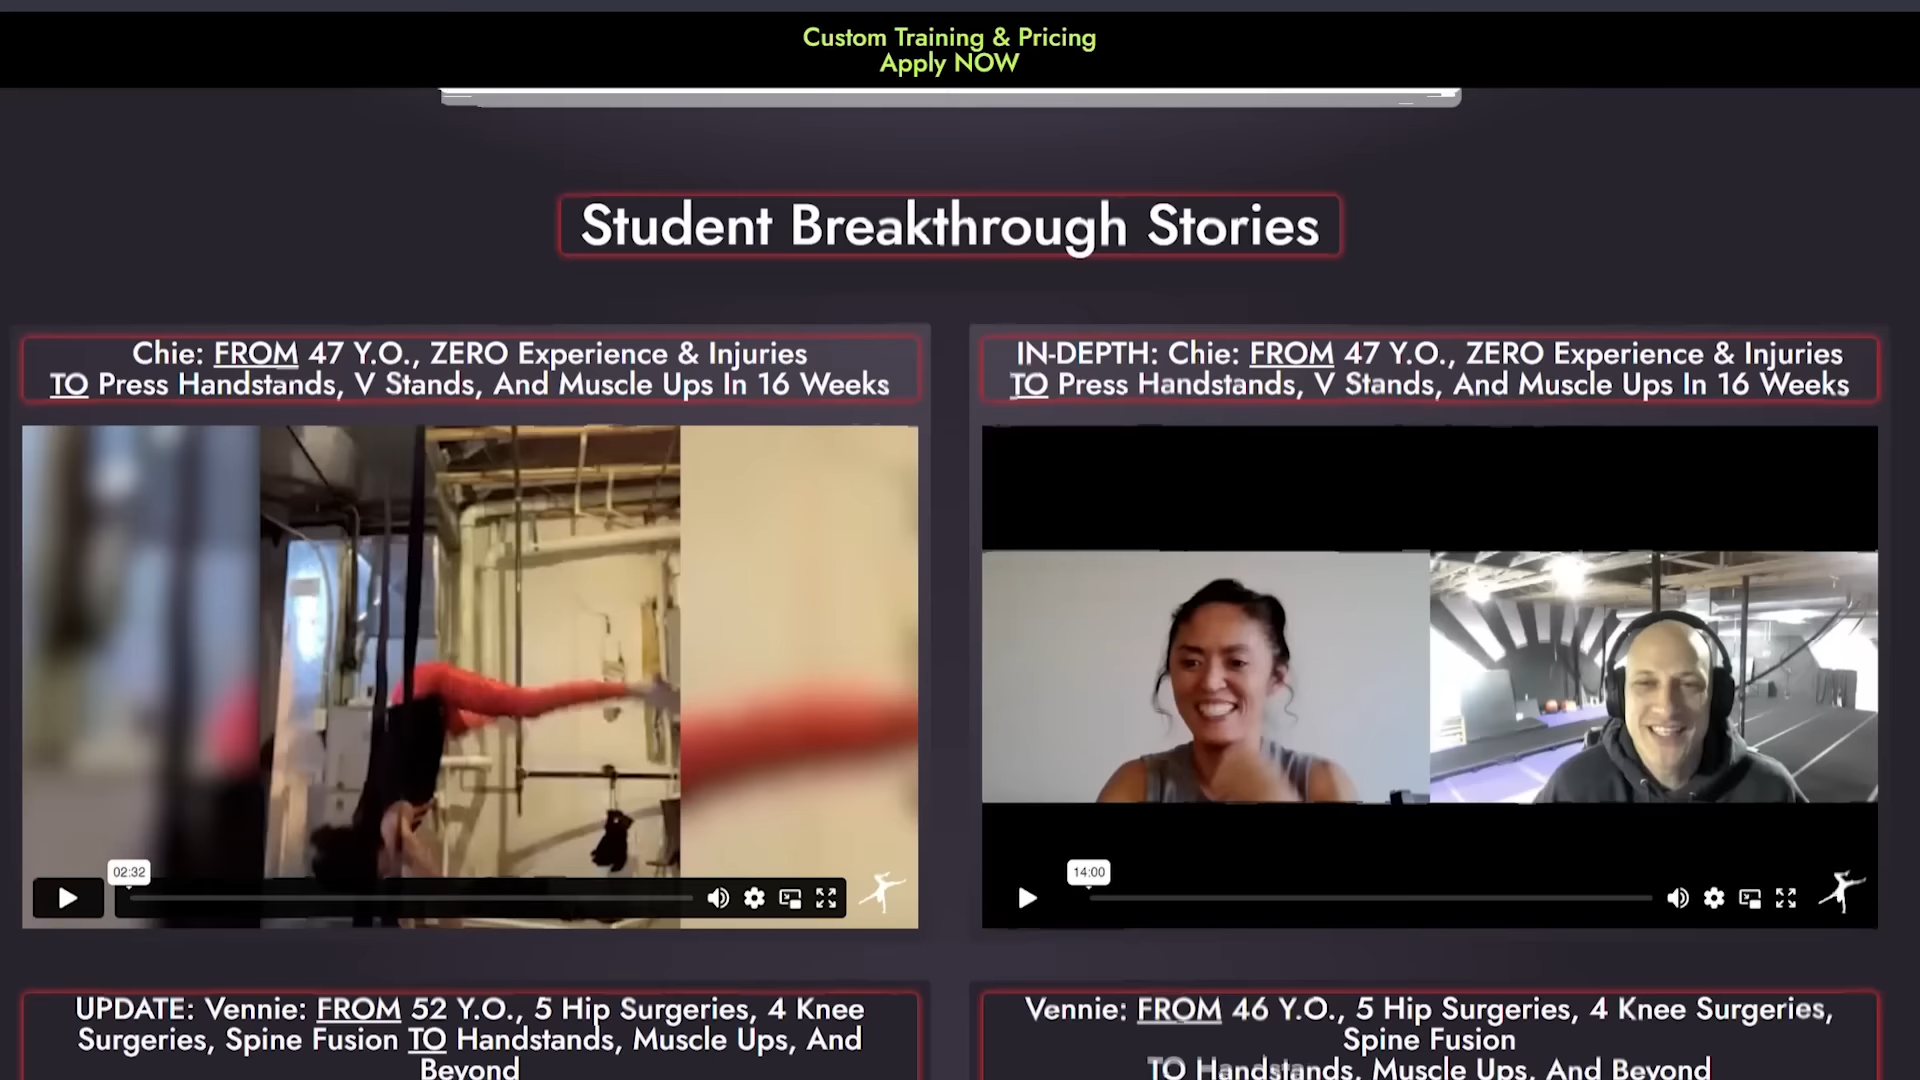 Custom Training & Pricing
Apply NOW
Student Breakthrough Stories
Chie: FROM 47 Y.O., ZERO Experience & Injuries
TO Press Handstands, V Stands, And Muscle Ups In 16 Weeks
IN-DEPTH: Chie: FROM 47 Y.O., ZERO Experience & Injuries
TO Press Handstands, V Stands, And Muscle Ups In 16 Weeks
02:32
14:00
UPDATE: Vennie: FROM 52 Y.O., 5 Hip Surgeries, 4 Knee
Surgeries, Spine Fusion TO Handstands, Muscle Ups, And
Beyond
Vennie: FROM 46 Y.O., 5 Hip Surgeries, 4 Knee Surgeries,
Spine Fusion
TO Handstands, Muscle Ups, And Beyond